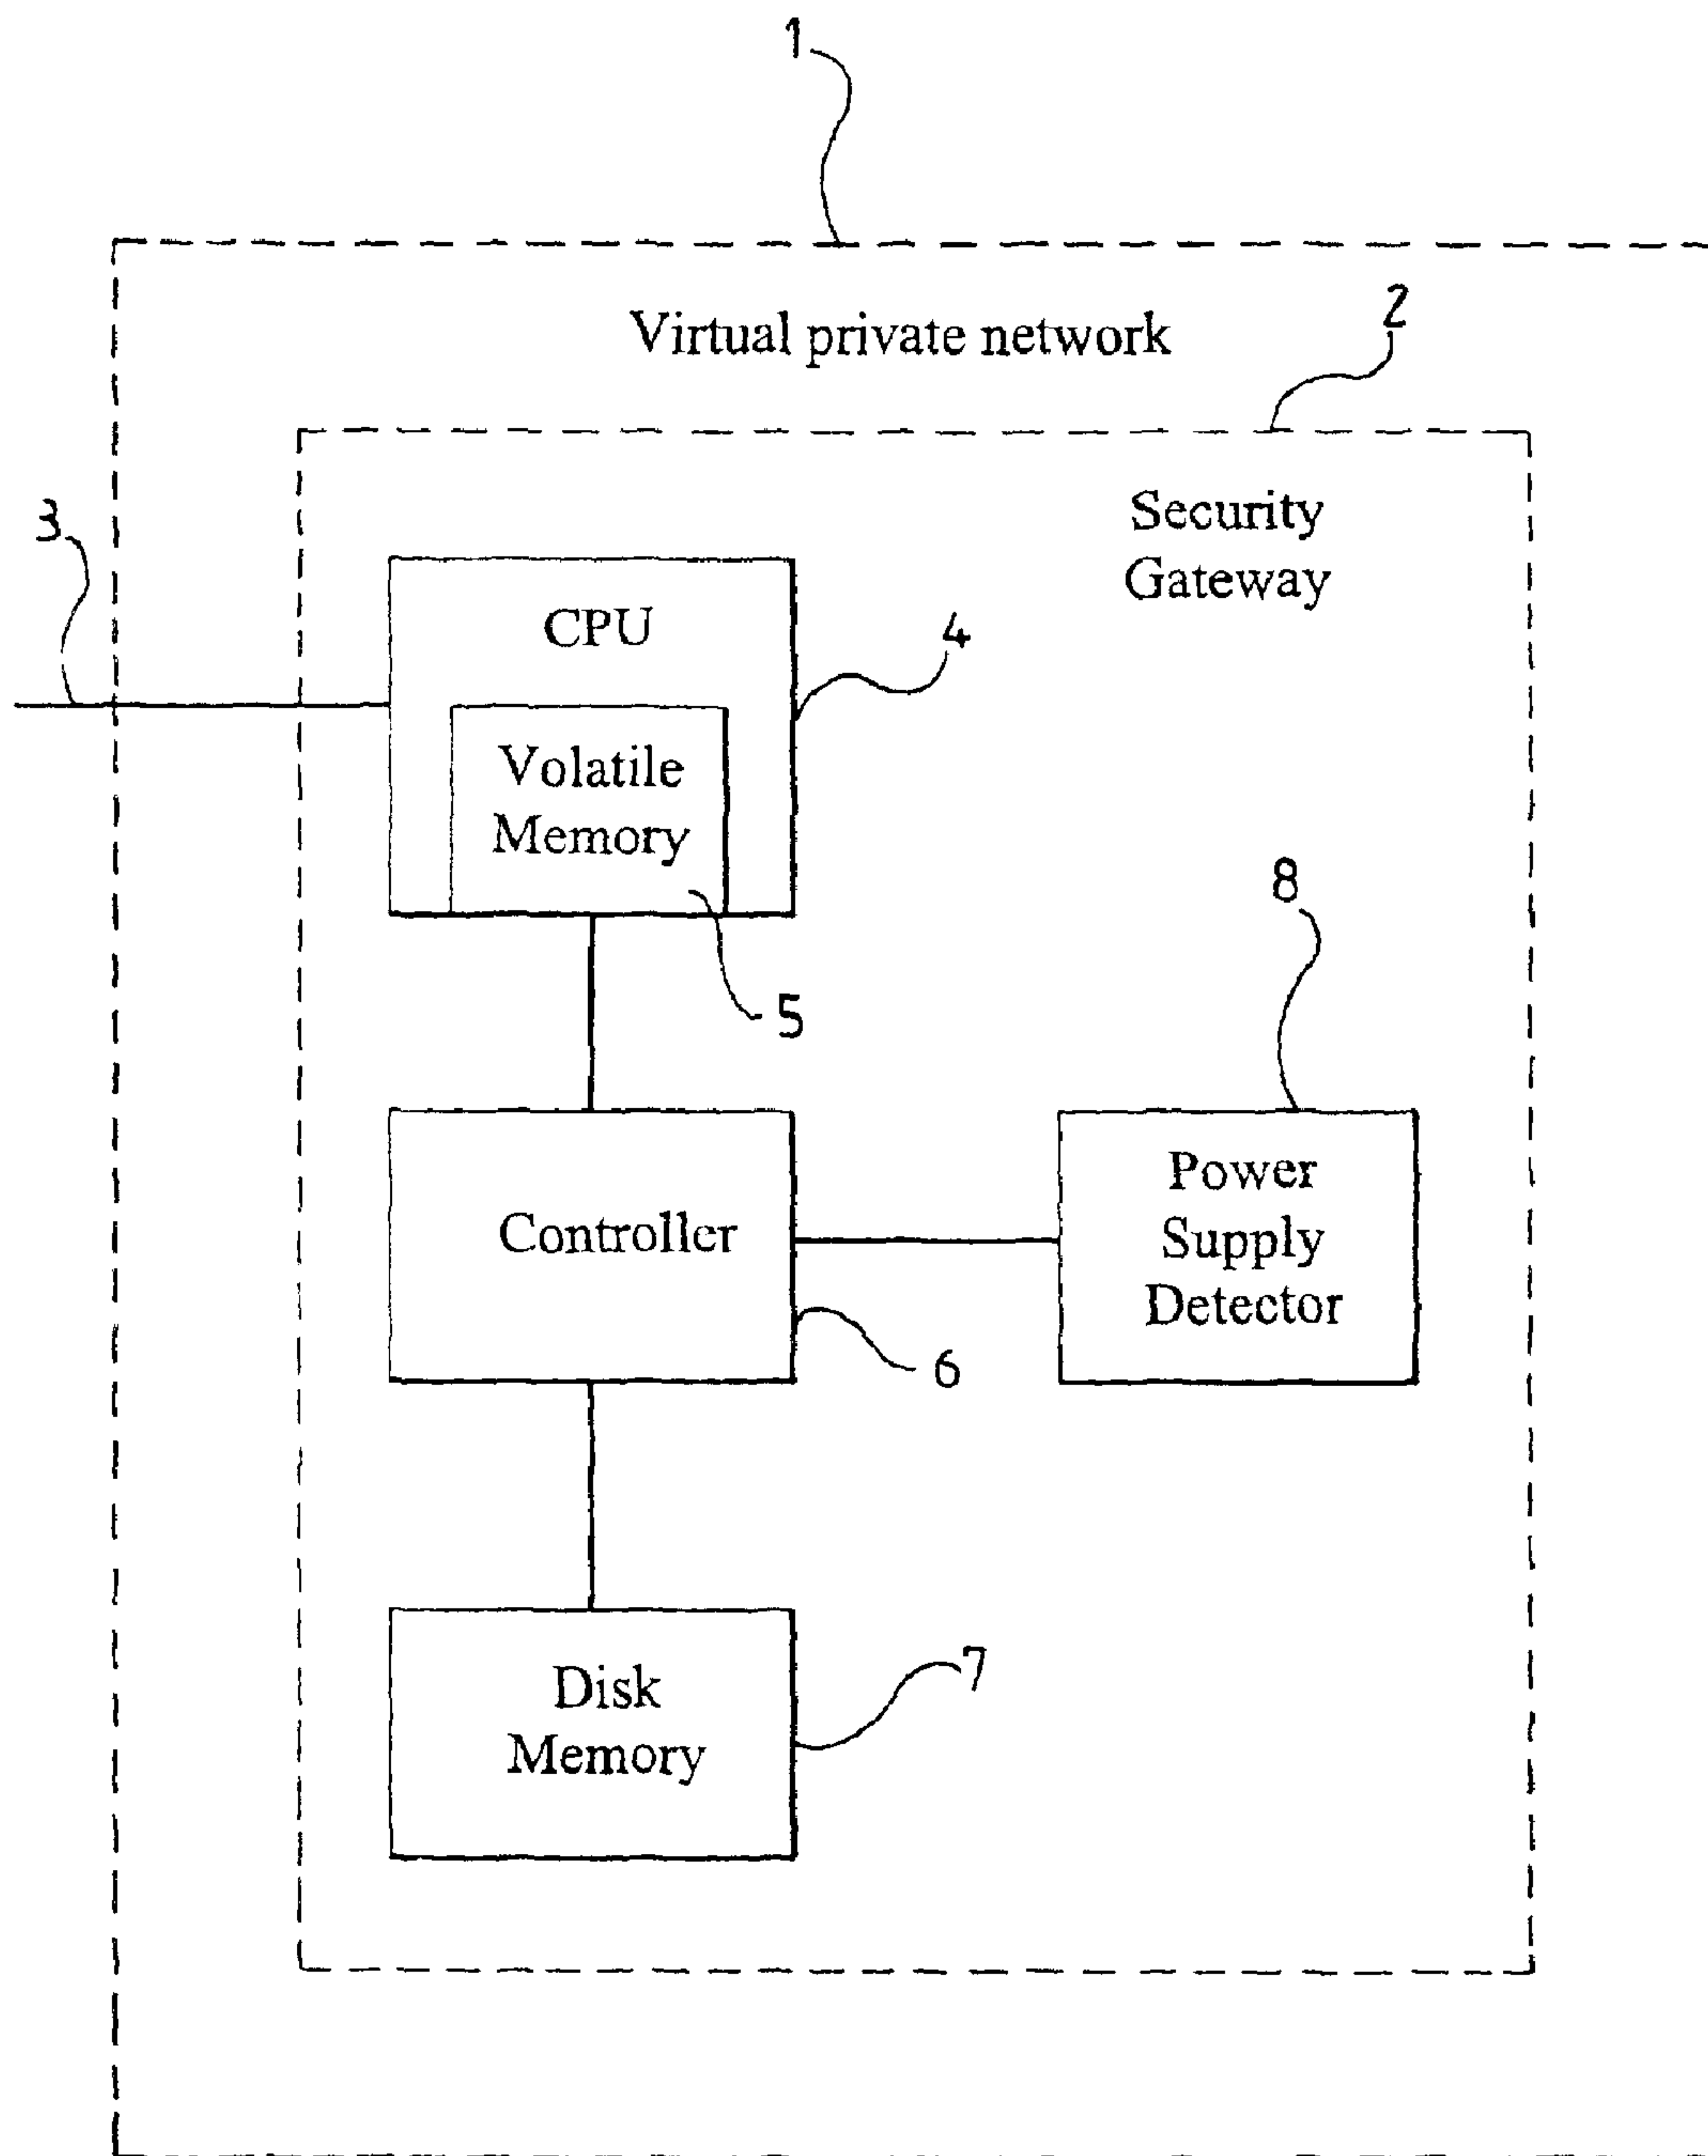 1
Virtual private network
2
Security
Gateway
3
CPU
4
Volatile
Memory
5
8
Controller
Power
Supply
Detector
6
Disk
Memory
7